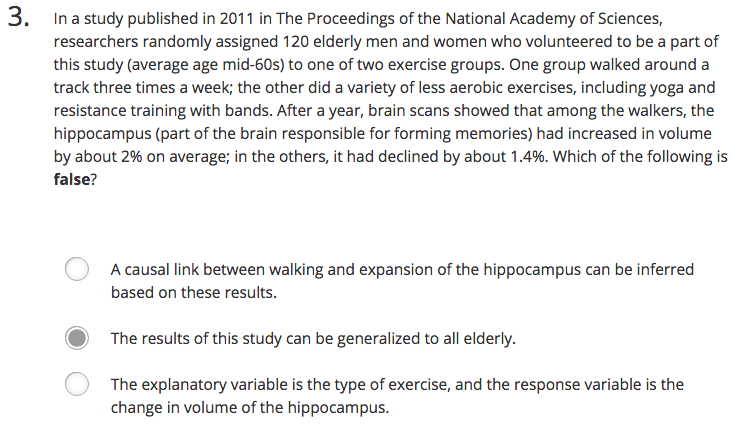 3. In a study published in 2011 in The Proceedings of the National Academy of Sciences,
researchers randomly assigned 120 elderly men and women who volunteered to be a part of
this study (average age mid-60s) to one of two exercise groups. One group walked around a
track three times a week; the other did a variety of less aerobic exercises, including yoga and
resistance training with bands. After a year, brain scans showed that among the walkers, the
hippocampus (part of the brain responsible for forming memories) had increased in volume
by about 2% on average; in the others, it had declined by about 1.4%. Which of the following is
false?
A causal link between walking and expansion of the hippocampus can be inferred
based on these results.
The results of this study can be generalized to all elderly.
The explanatory variable is the type of exercise, and the response variable is the
change in volume of the hippocampus.